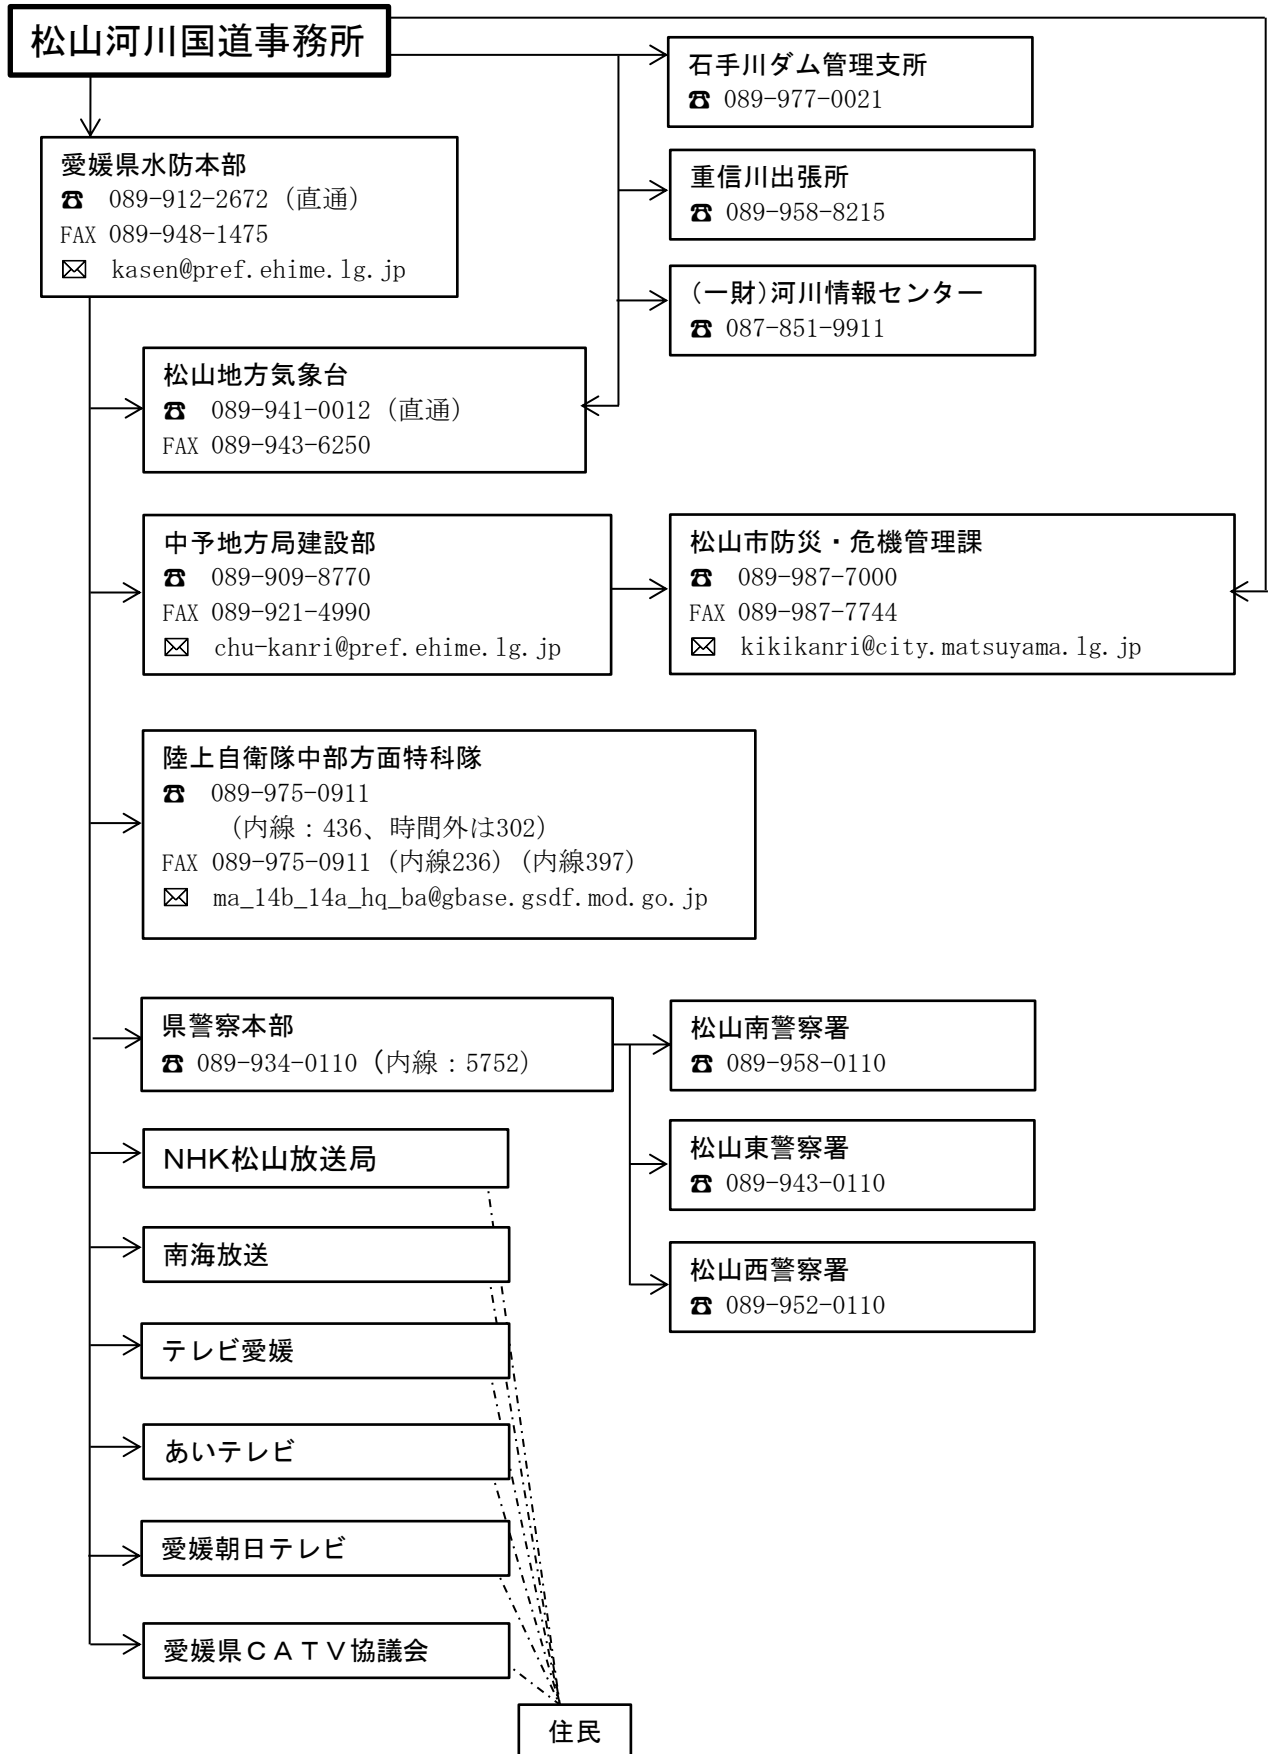 松山河川国道事務所
石手川ダム管理支所
☎ 089-977-0021
愛媛県水防本部
☎ 089-912-2672（直通）
FAX 089-948-1475
✉ kasen@pref.ehime.lg.jp
重信川出張所
☎ 089-958-8215
（一財）河川情報センター
☎ 087-851-9911
松山地方気象台
☎ 089-941-0012（直通）
FAX 089-943-6250
中予地方局建設部
☎ 089-909-8770
FAX 089-921-4990
✉ chu-kanri@pref.ehime.lg.jp
松山市防災・危機管理課
☎ 089-987-7000
FAX 089-987-7744
✉ kikikanri@city.matsuyama.lg.jp
陸上自衛隊中部方面特科隊
☎ 089-975-0911
（内線：436、時間外は302）
FAX 089-975-0911（内線236）（内線397）
✉ ma_14b_14a_hq_ba@gbase.gsdf.mod.go.jp
県警察本部
☎ 089-934-0110（内線：5752）
松山南警察署
☎ 089-958-0110
松山東警察署
☎ 089-943-0110
松山西警察署
☎ 089-952-0110
ＮＨＫ松山放送局
南海放送
テレビ愛媛
あいテレビ
愛媛朝日テレビ
愛媛県ＣＡＴＶ協議会
住民